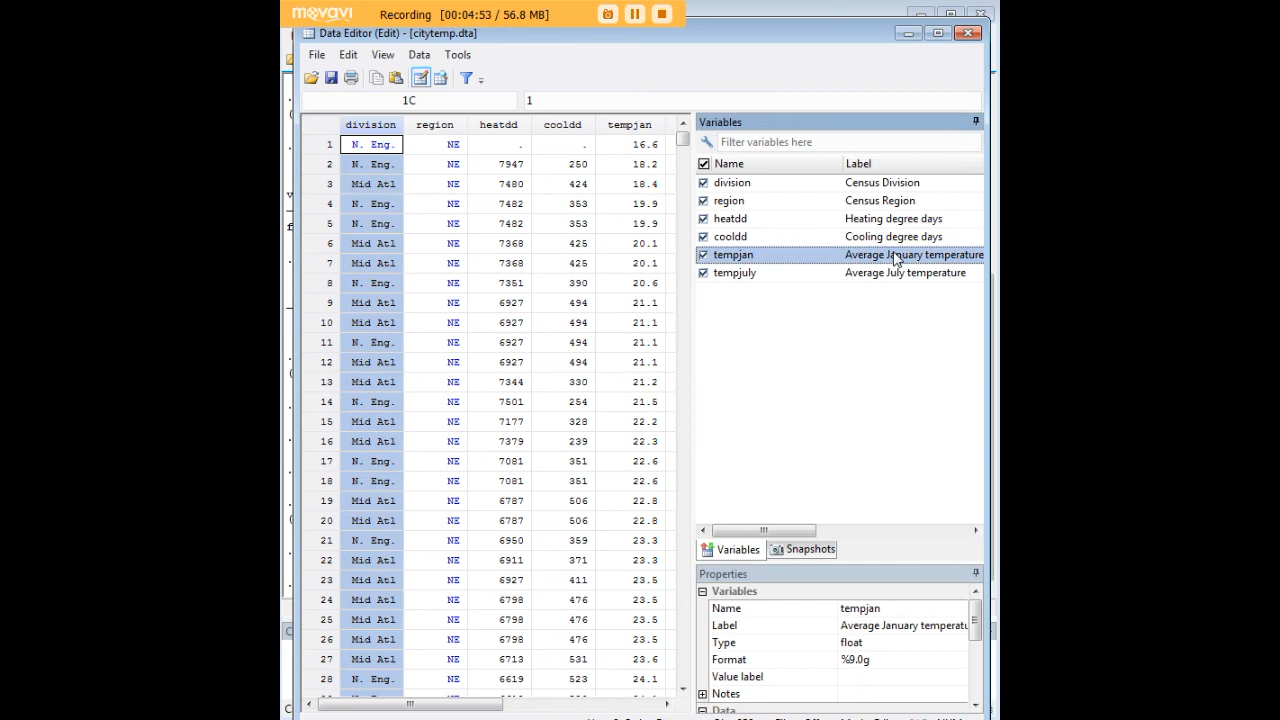 movavi Recording [00:04:53 / 56.8 MB]
Data Editor (Edit) - [citytemp.dta]
File Edit View Data Tools
1C 1
division region heatdd cooldd tempjan
1 N. Eng. NE . . 16.6
2 N. Eng. NE 7947 250 18.2
3 Mid Atl NE 7480 424 18.4
4 N. Eng. NE 7482 353 19.9
5 N. Eng. NE 7482 353 19.9
6 Mid Atl NE 7368 425 20.1
7 Mid Atl NE 7368 425 20.1
8 N. Eng. NE 7351 390 20.6
9 Mid Atl NE 6927 494 21.1
10 Mid Atl NE 6927 494 21.1
11 N. Eng. NE 6927 494 21.1
12 Mid Atl NE 6927 494 21.1
13 Mid Atl NE 7344 330 21.2
14 N. Eng. NE 7501 254 21.5
15 Mid Atl NE 7177 328 22.2
16 Mid Atl NE 7379 239 22.3
17 N. Eng. NE 7081 351 22.6
18 N. Eng. NE 7081 351 22.6
19 Mid Atl NE 6787 506 22.8
20 Mid Atl NE 6787 506 22.8
21 N. Eng. NE 6950 359 23.3
22 Mid Atl NE 6911 371 23.3
23 Mid Atl NE 6927 411 23.5
24 Mid Atl NE 6798 476 23.5
25 Mid Atl NE 6798 476 23.5
26 Mid Atl NE 6798 476 23.5
27 Mid Atl NE 6713 531 23.6
28 N. Eng. NE 6619 523 24.1
Variables
Filter variables here
Name Label
division Census Division
region Census Region
heatdd Heating degree days
cooldd Cooling degree days
tempjan Average January temperature
tempjuly Average July temperature
Variables Snapshots
Properties
Variables
Name tempjan
Label Average January temperatu
Type float
Format %9.0g
Value label
Notes
Data